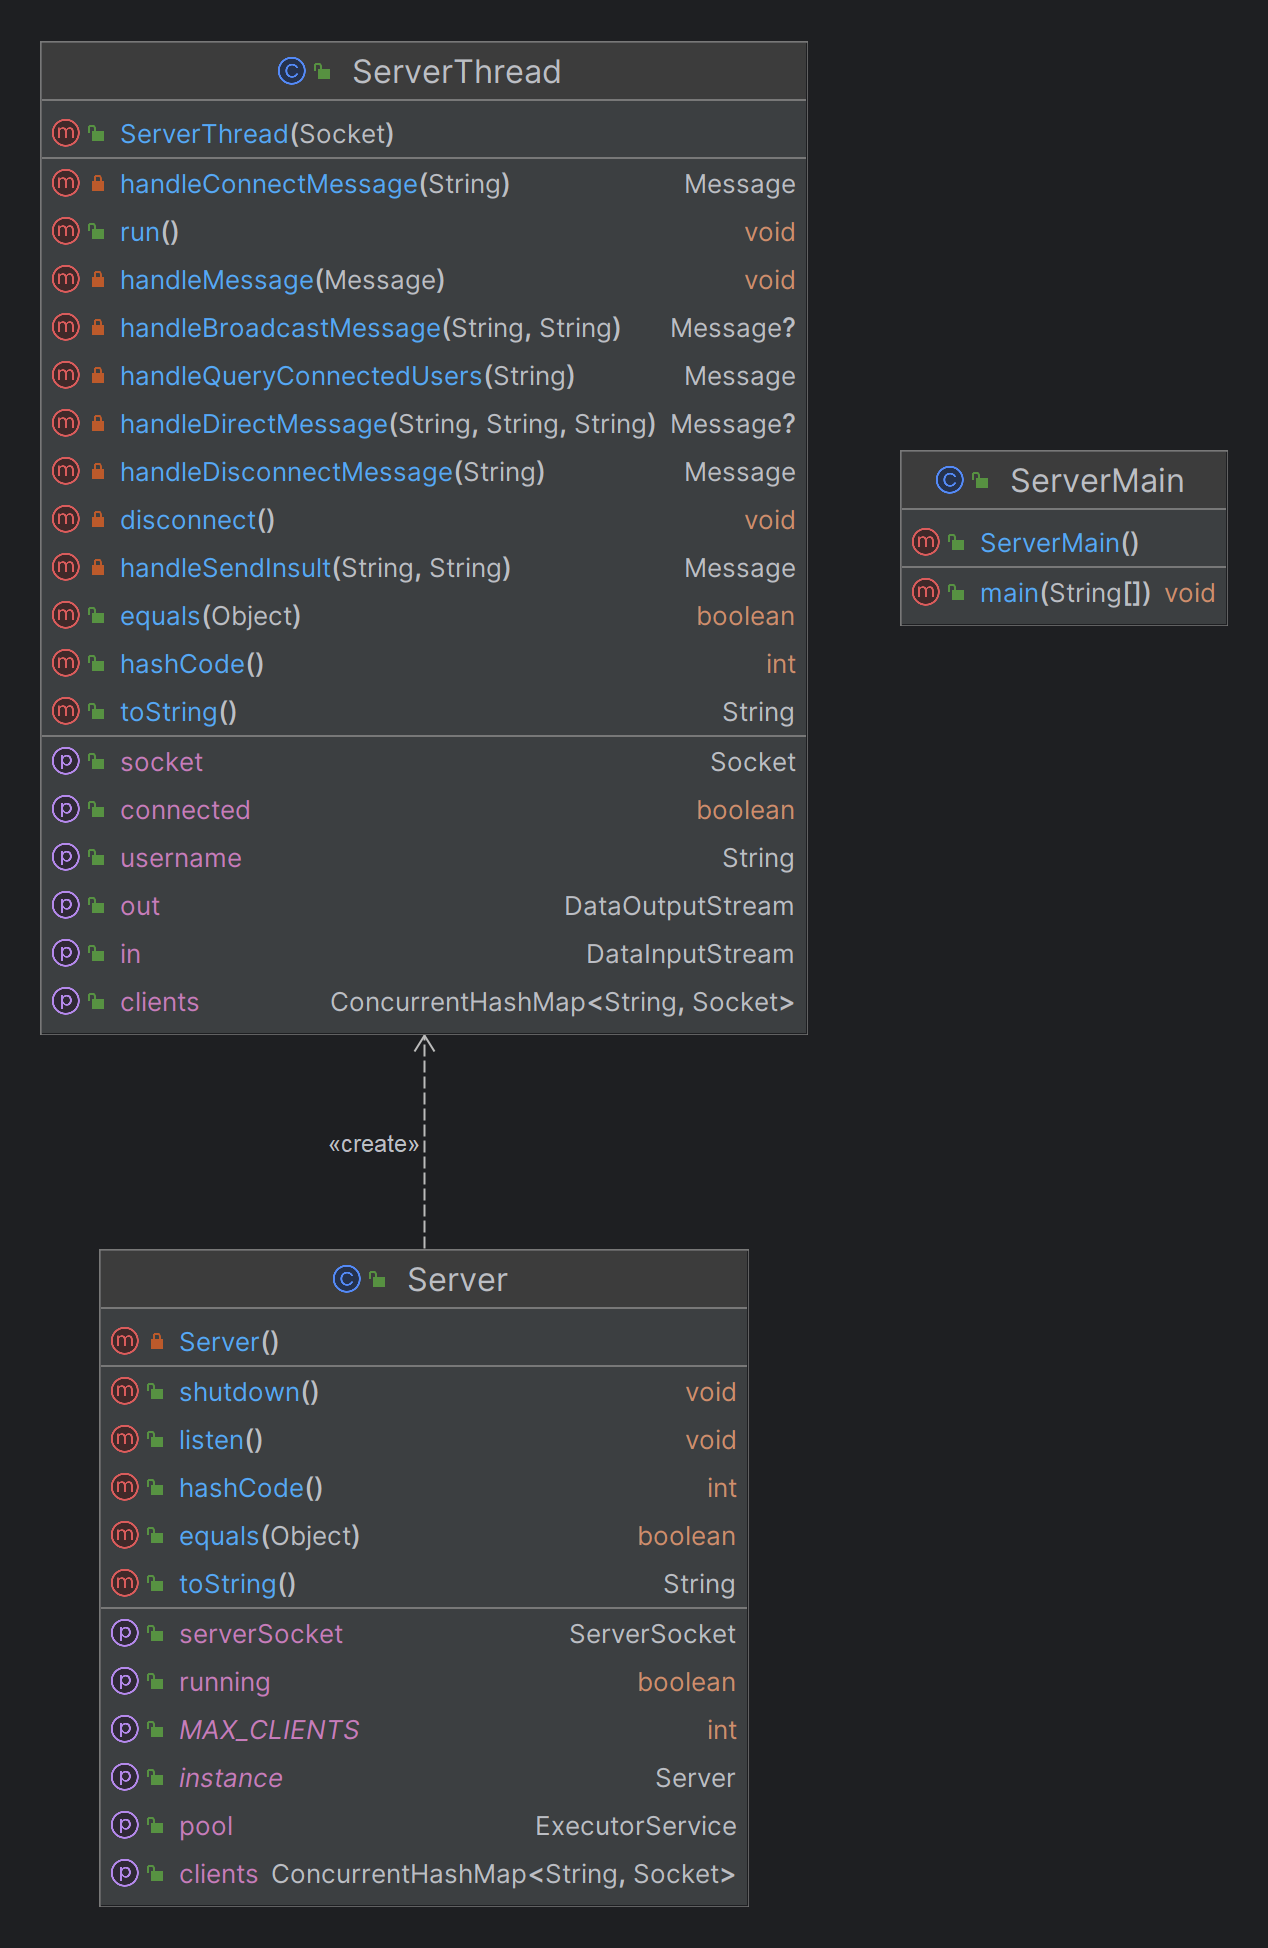 ServerThread
ServerThread(Socket)
handleConnectMessage(String) Message
run() void
handleMessage(Message) void
handleBroadcastMessage(String, String) Message?
handleQueryConnectedUsers(String) Message
handleDirectMessage(String, String, String) Message?
handleDisconnectMessage(String) Message
disconnect() void
handleSendInsult(String, String) Message
equals(Object) boolean
hashCode() int
toString() String
socket Socket
connected boolean
username String
out DataOutputStream
in DataInputStream
clients ConcurrentHashMap<String, Socket>
ServerMain
ServerMain()
main(String[]) void
«create»
Server
Server()
shutdown() void
listen() void
hashCode() int
equals(Object) boolean
toString() String
serverSocket ServerSocket
running boolean
MAX_CLIENTS int
instance Server
pool ExecutorService
clients ConcurrentHashMap<String, Socket>